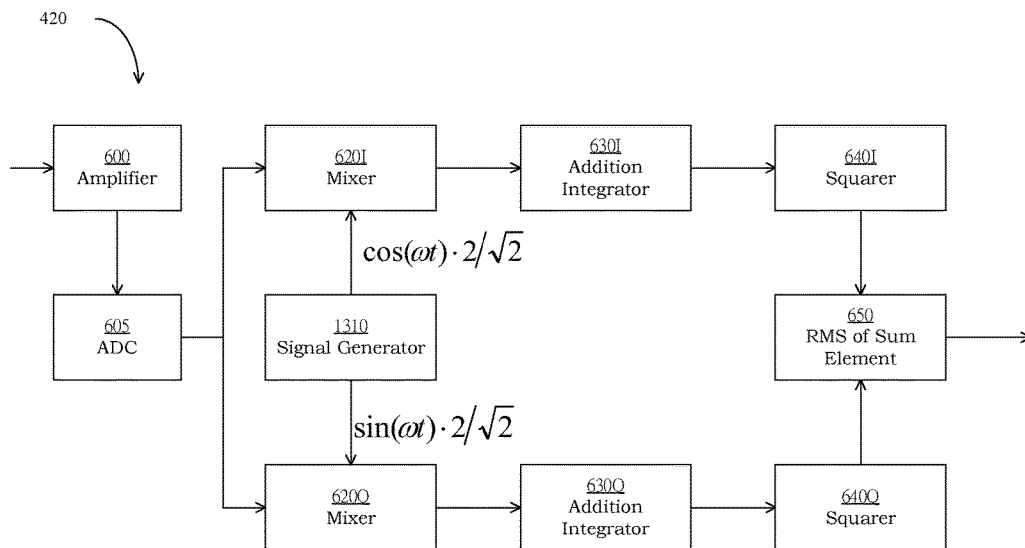 420
600
Amplifier
620I
Mixer
630I
Addition
Integrator
640I
Squarer
cos(ωt)·2/√2
605
ADC
1310
Signal Generator
650
RMS of Sum
Element
sin(ωt)·2/√2
620Q
Mixer
630Q
Addition
Integrator
640Q
Squarer